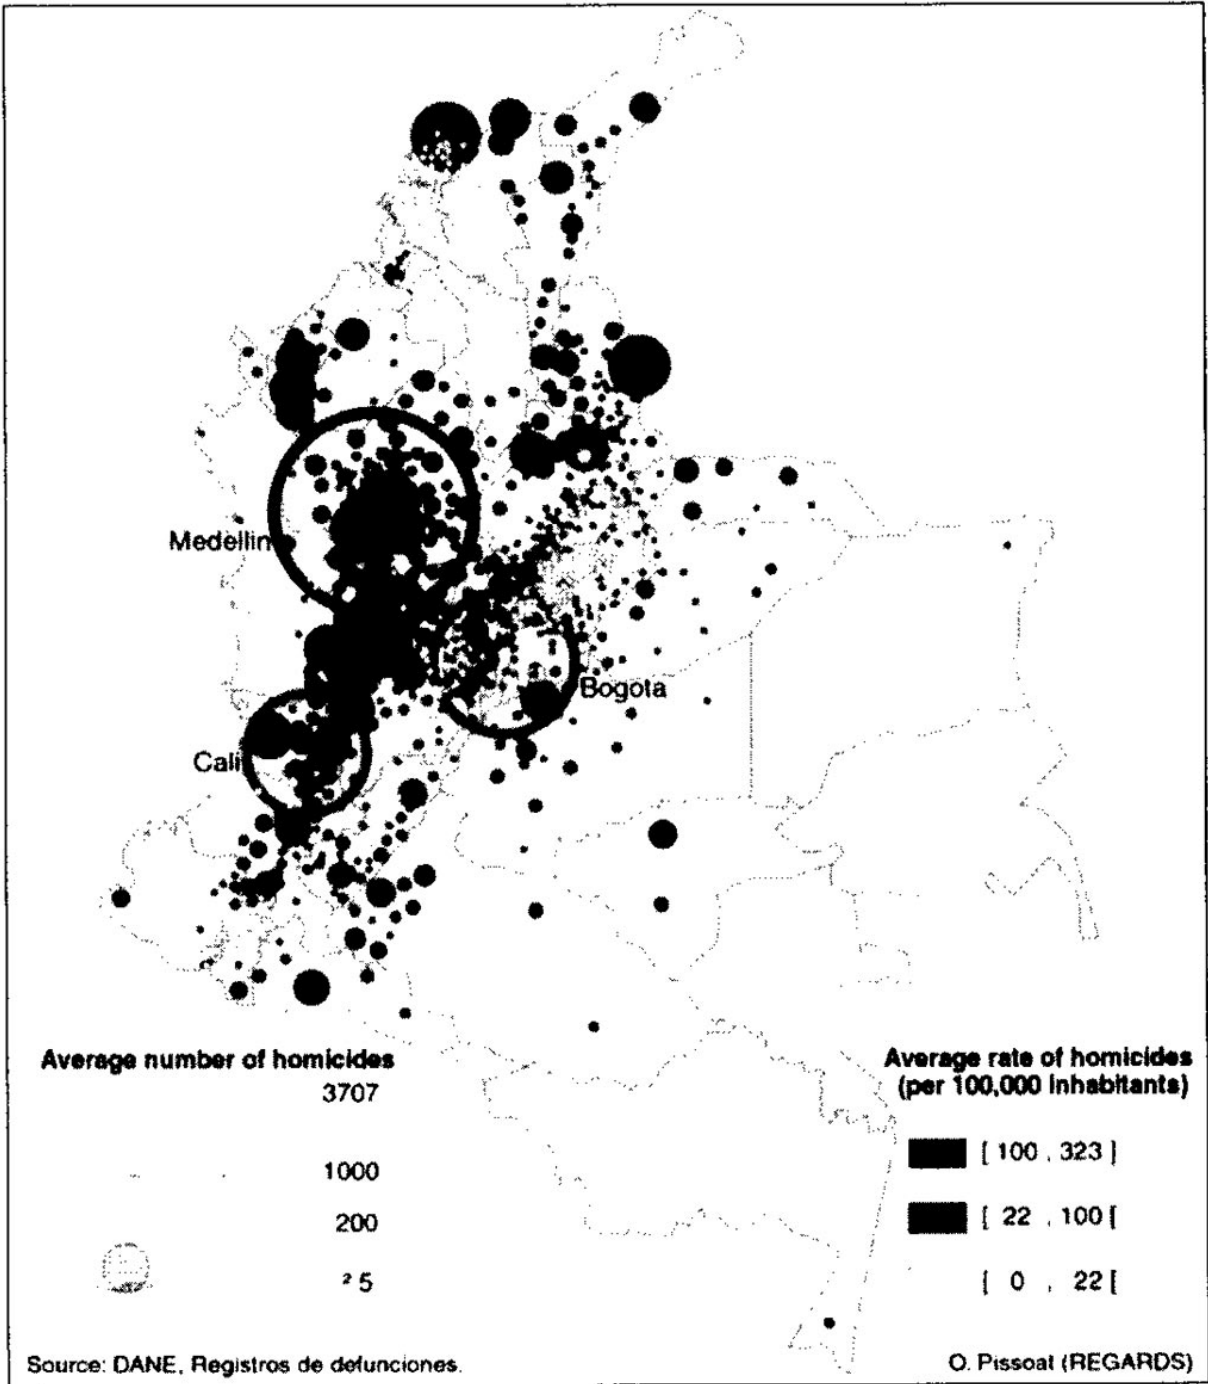 Medellin
Bogota
Cali
Average number of homicides
3707
1000
200
² 5
Average rate of homicides
(per 100,000 inhabitants)
[ 100 , 323 ]
[ 22 , 100 [
[ 0 , 22 [
Source: DANE, Registros de defunciones.
O. Pissoat (REGARDS)